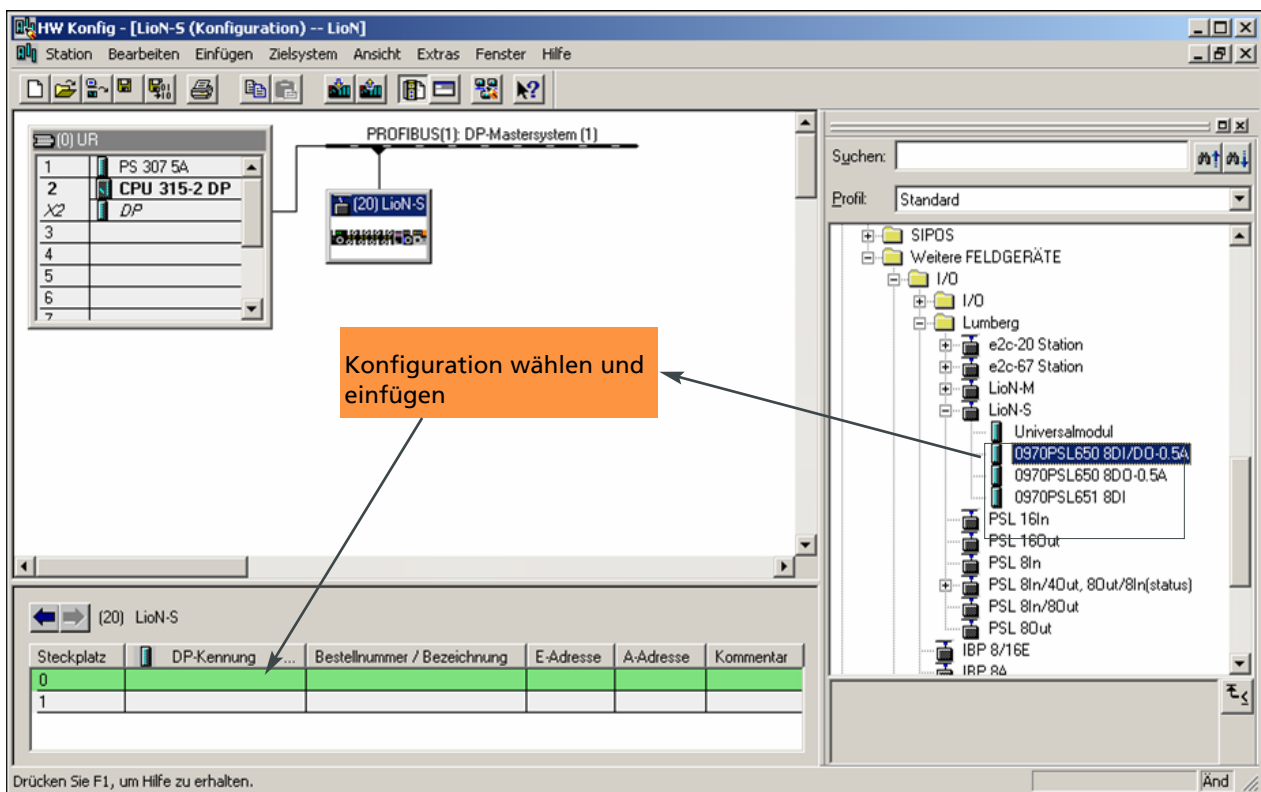 HW Konfig - [LioN-S (Konfiguration) -- LioN]
Station Bearbeiten Einfügen Zielsystem Ansicht Extras Fenster Hilfe
(0) UR
1 PS 307 5A
2 CPU 315-2 DP
X2 DP
3
4
5
6
7
PROFIBUS(1): DP-Mastersystem (1)
(20) LioN-S
Konfiguration wählen und
einfügen
Suchen:
Profil: Standard
SIPOS
Weitere FELDGERÄTE
I/O
I/O
Lumberg
e2c-20 Station
e2c-67 Station
LioN-M
LioN-S
Universalmodul
0970PSL650 8DI/DO-0.5A
0970PSL650 8DO-0.5A
0970PSL651 8DI
PSL 16In
PSL 16Out
PSL 8In
PSL 8In/4Out, 8Out/8In(status)
PSL 8In/8Out
PSL 8Out
IBP 8/16E
IBP 8A
(20) LioN-S
Steckplatz DP-Kennung ... Bestellnummer / Bezeichnung E-Adresse A-Adresse Kommentar
0
1
Drücken Sie F1, um Hilfe zu erhalten.
Änd